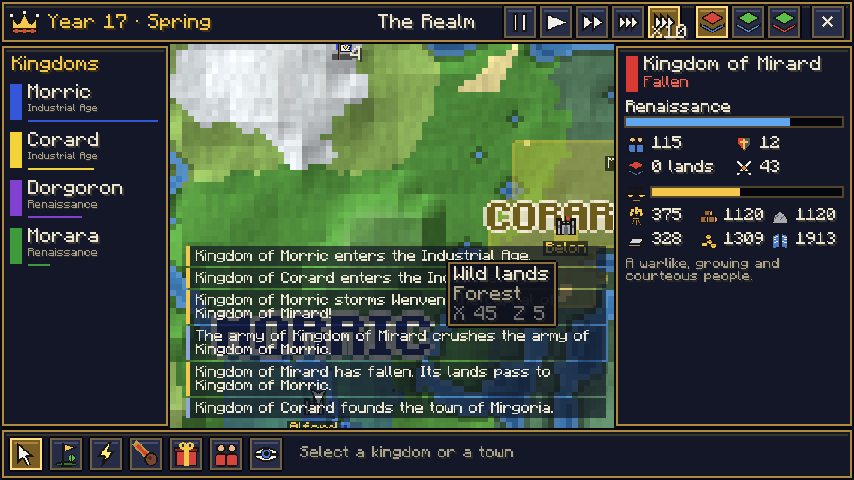 Year 17 · Spring
The Realm
x10
Kingdoms
Morric
Industrial Age
Corard
Industrial Age
Dorgoron
Renaissance
Morara
Renaissance
Belon
Kingdom of Morric enters the Industrial Age.
Kingdom of Corard enters the Ind
Kingdom of Morric storms
Kingdom of Mirard!
The army of Kingdom of Mirard crushes the army of
Kingdom of Morric.
Kingdom of Mirard has fallen. Its lands pass to
Kingdom of Morric.
Kingdom of Corard founds the town of Mirgoria.
Wild lands
Forest
X 45 Z 5
MORRIC
CORAR
Kingdom of Mirard
Fallen
Renaissance
115
12
0 lands
43
375
1120
1120
328
1309
1913
A warlike, growing and
courteous people.
Select a kingdom or a town